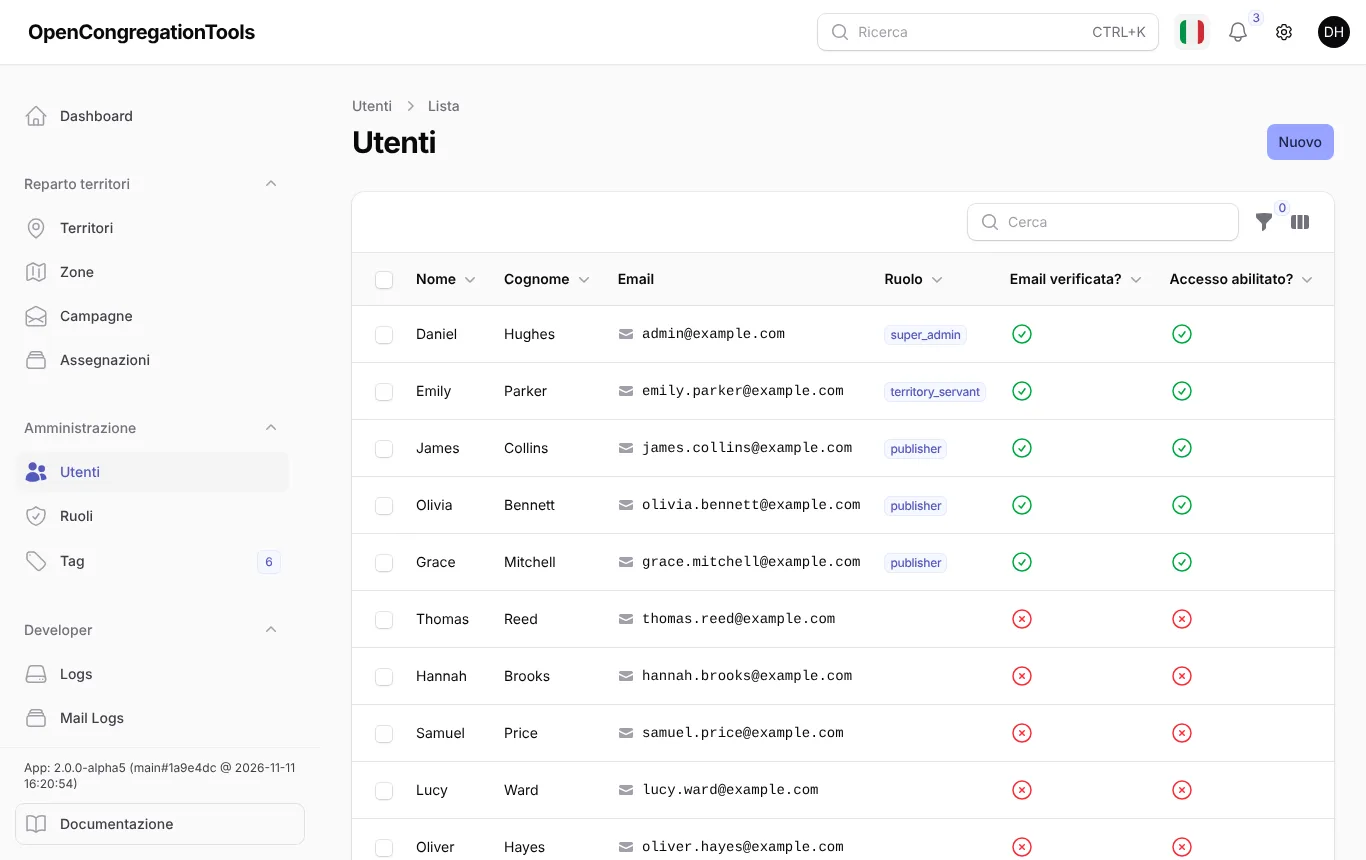 OpenCongregationTools
Ricerca CTRL+K
3
DH
Dashboard
Reparto territori
Territori
Zone
Campagne
Assegnazioni
Amministrazione
Utenti
Ruoli
Tag 6
Developer
Logs
Mail Logs
App: 2.0.0-alpha5 (main#1a9e4dc @ 2026-11-11
16:20:54)
Documentazione
Utenti > Lista
Utenti
Nuovo
Cerca
0
Nome Cognome Email Ruolo Email verificata? Accesso abilitato?
Daniel Hughes admin@example.com super_admin
Emily Parker emily.parker@example.com territory_servant
James Collins james.collins@example.com publisher
Olivia Bennett olivia.bennett@example.com publisher
Grace Mitchell grace.mitchell@example.com publisher
Thomas Reed thomas.reed@example.com
Hannah Brooks hannah.brooks@example.com
Samuel Price samuel.price@example.com
Lucy Ward lucy.ward@example.com
Oliver Hayes oliver.hayes@example.com